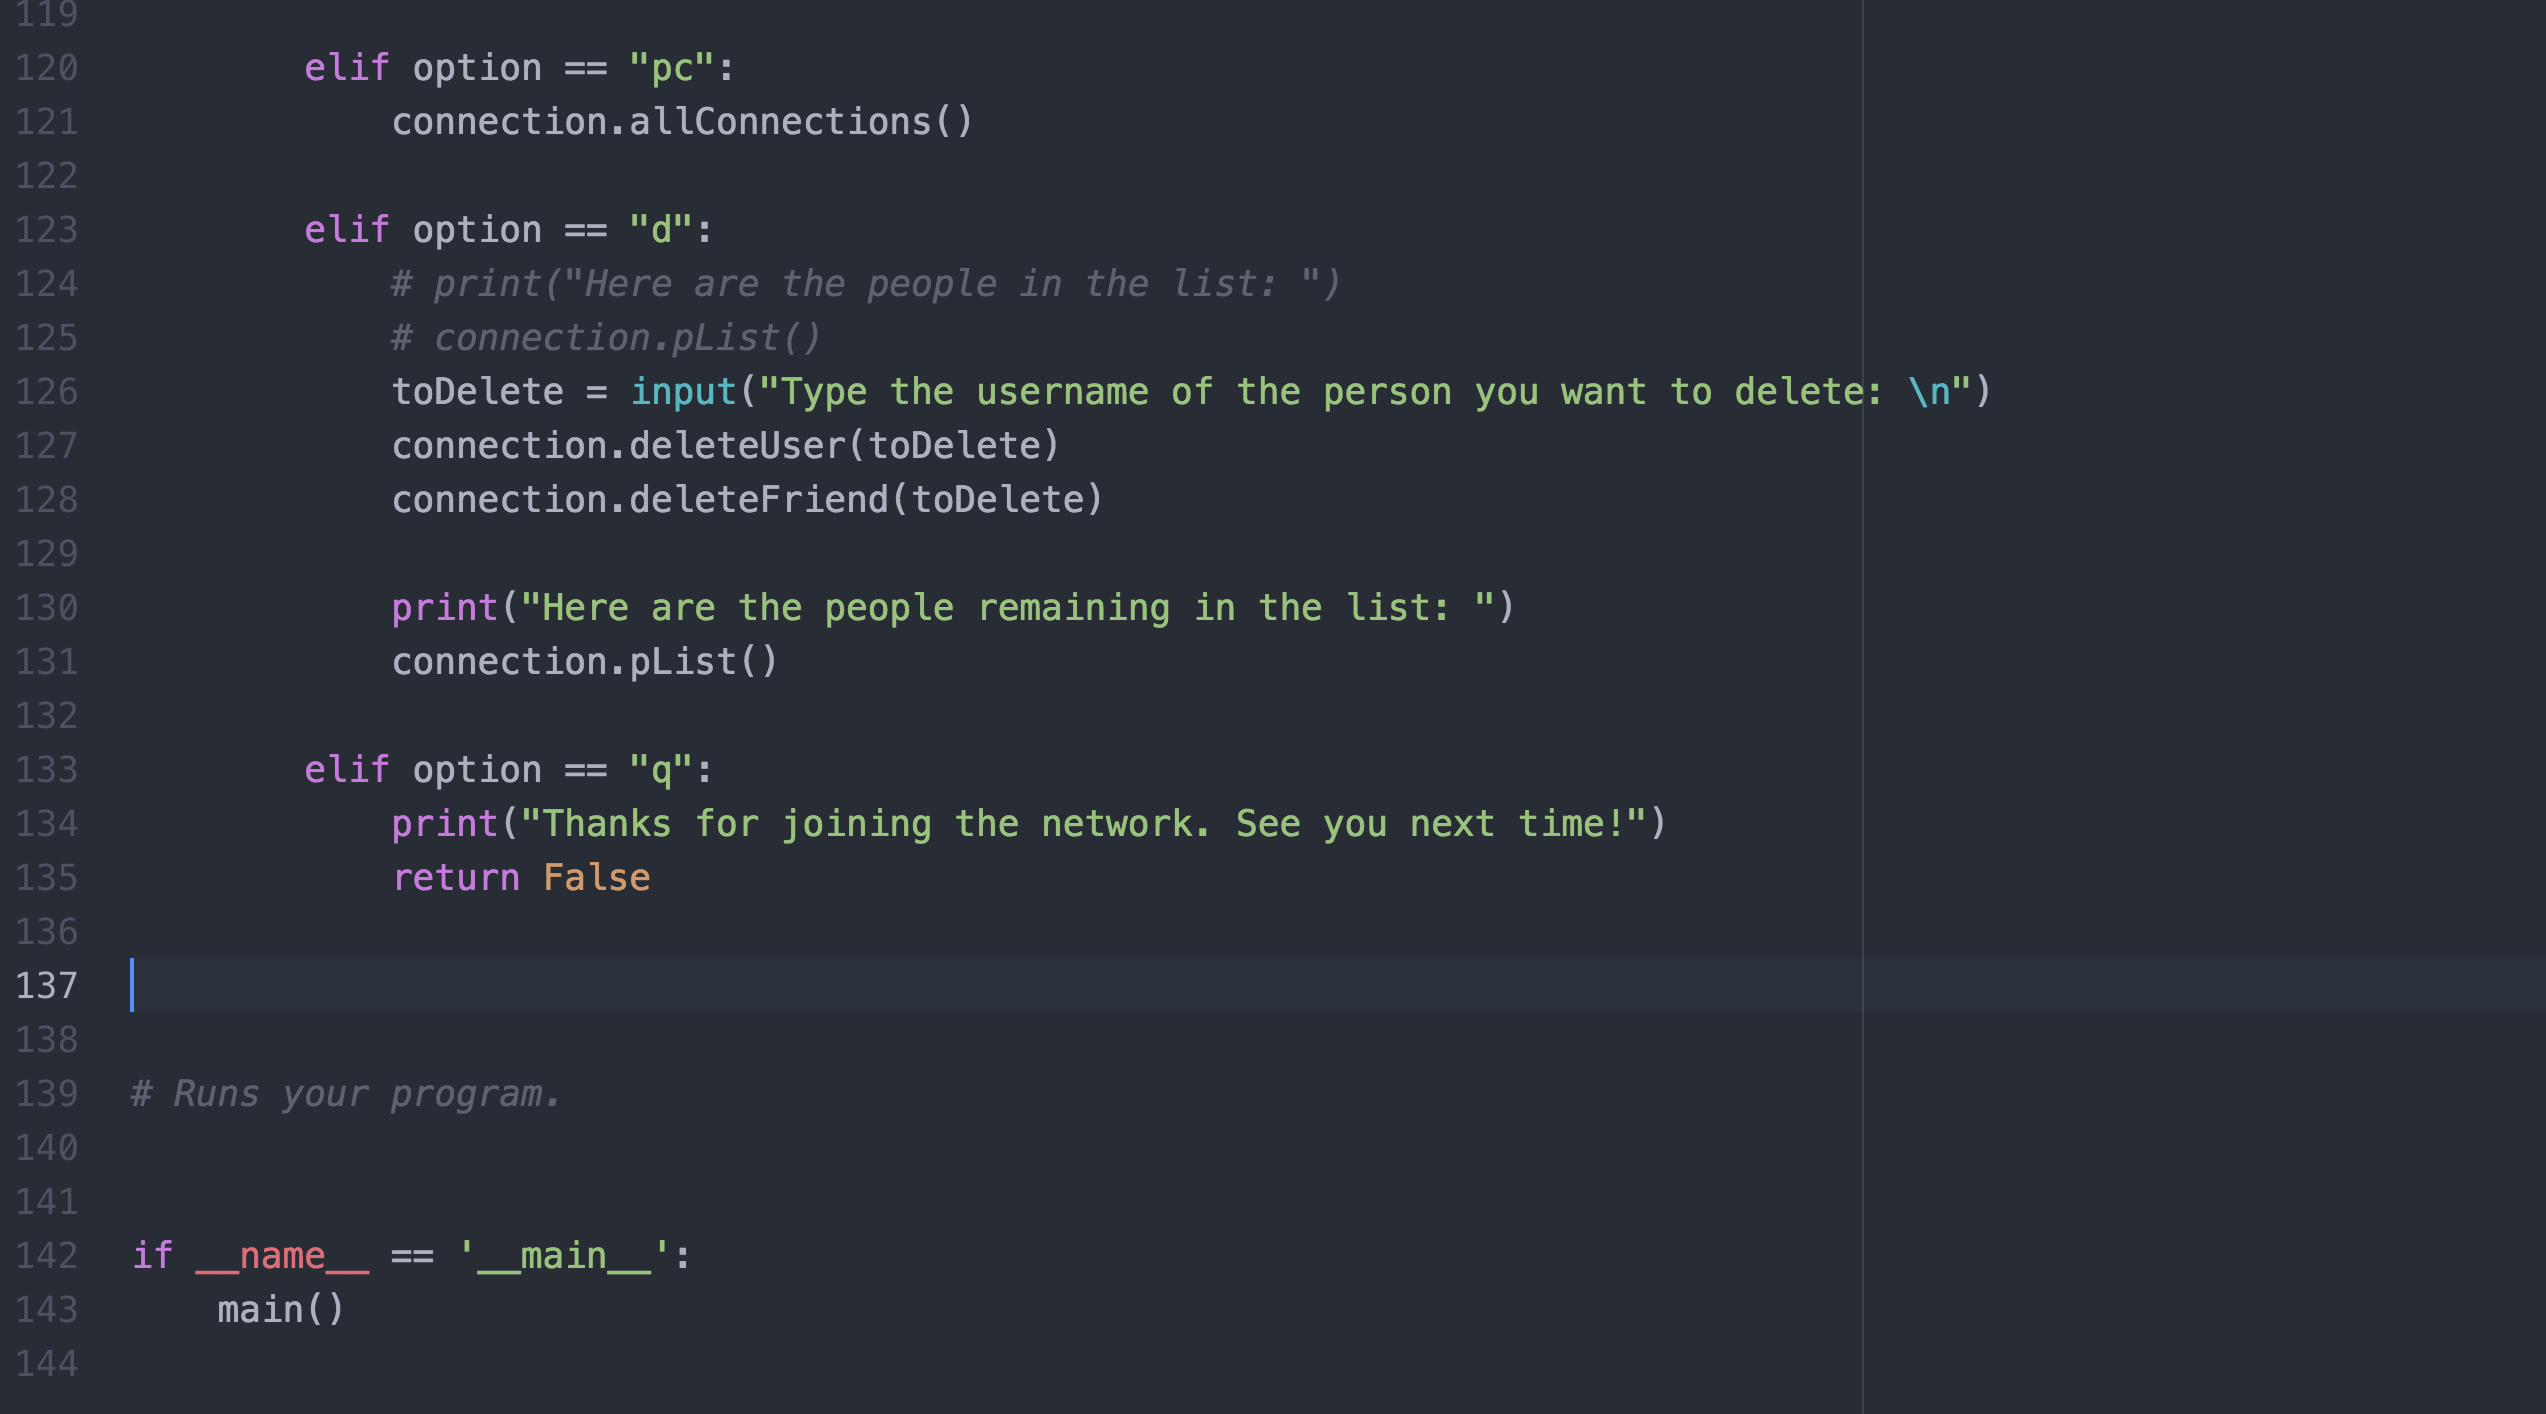 119
120 elif option == "pc":
121 connection.allConnections()
122
123 elif option == "d":
124 # print("Here are the people in the list: ")
125 # connection.pList()
126 toDelete = input("Type the username of the person you want to delete: \n")
127 connection.deleteUser(toDelete)
128 connection.deleteFriend(toDelete)
129
130 print("Here are the people remaining in the list: ")
131 connection.pList()
132
133 elif option == "q":
134 print("Thanks for joining the network. See you next time!")
135 return False
136
137
138
139 # Runs your program.
140
141
142 if __name__ == '__main__':
143 main()
144